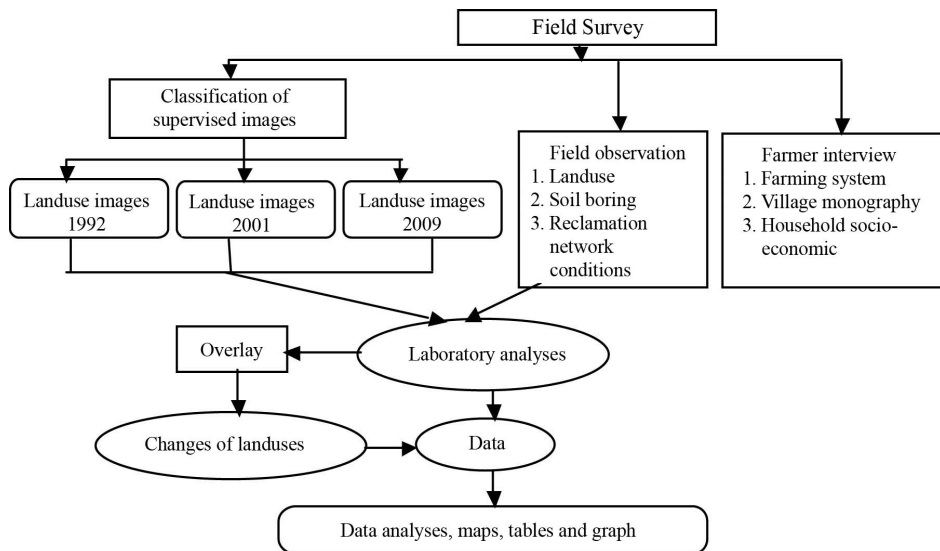 Field Survey
Classification of
supervised images
Landuse images
1992
Landuse images
2001
Landuse images
2009
Field observation
1. Landuse
2. Soil boring
3. Reclamation
network
conditions
Farmer interview
1. Farming system
2. Village monography
3. Household socio-
economic
Laboratory analyses
Overlay
Changes of landuses
Data
Data analyses, maps, tables and graph